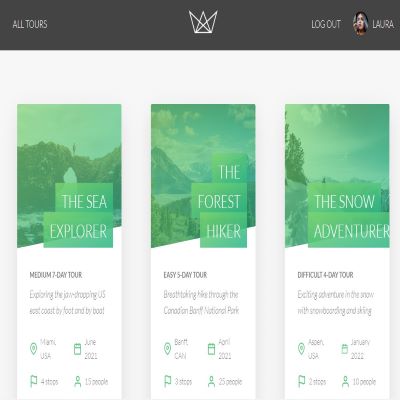 ALL TOURS
LOG OUT
LAURA
THE SEA
EXPLORER
MEDIUM 7-DAY TOUR
Exploring the jaw-dropping US
east coast by foot and by boat
Miami,
USA
June
2021
4 stops
15 people
THE
FOREST
HIKER
EASY 5-DAY TOUR
Breathtaking hike through the
Canadian Banff National Park
Banff,
CAN
April
2021
3 stops
25 people
THE SNOW
ADVENTURER
DIFFICULT 4-DAY TOUR
Exciting adventure in the snow
with snowboarding and skiing
Aspen,
USA
January
2022
2 stops
10 people